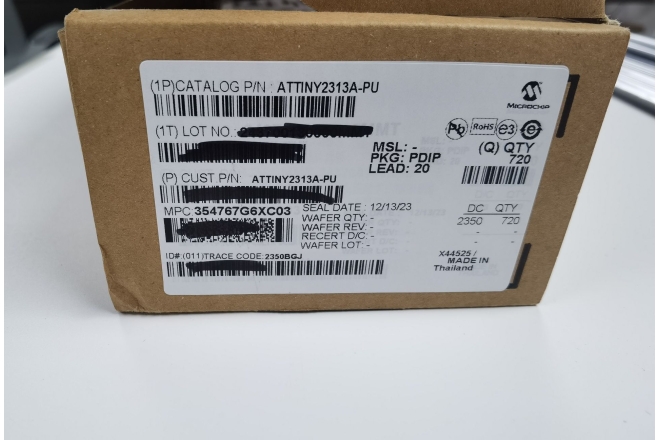 (1P)CATALOG P/N : ATTINY2313A-PU
MICROCHIP
(1T) LOT NO.:
Pb RoHS e3 e
MSL: -
PKG: PDIP
LEAD: 20
(Q) QTY
720
(P) CUST P/N: ATTINY2313A-PU
MPC 354767G6XC03
SEAL DATE : 12/13/23
WAFER QTY: -
WAFER REV: -
RECERT D/C: -
WAFER LOT: -
DC QTY
2350 720
- -
- -
ID# (011)TRACE CODE:2350BGJ
X44525 /
MADE IN
Thailand